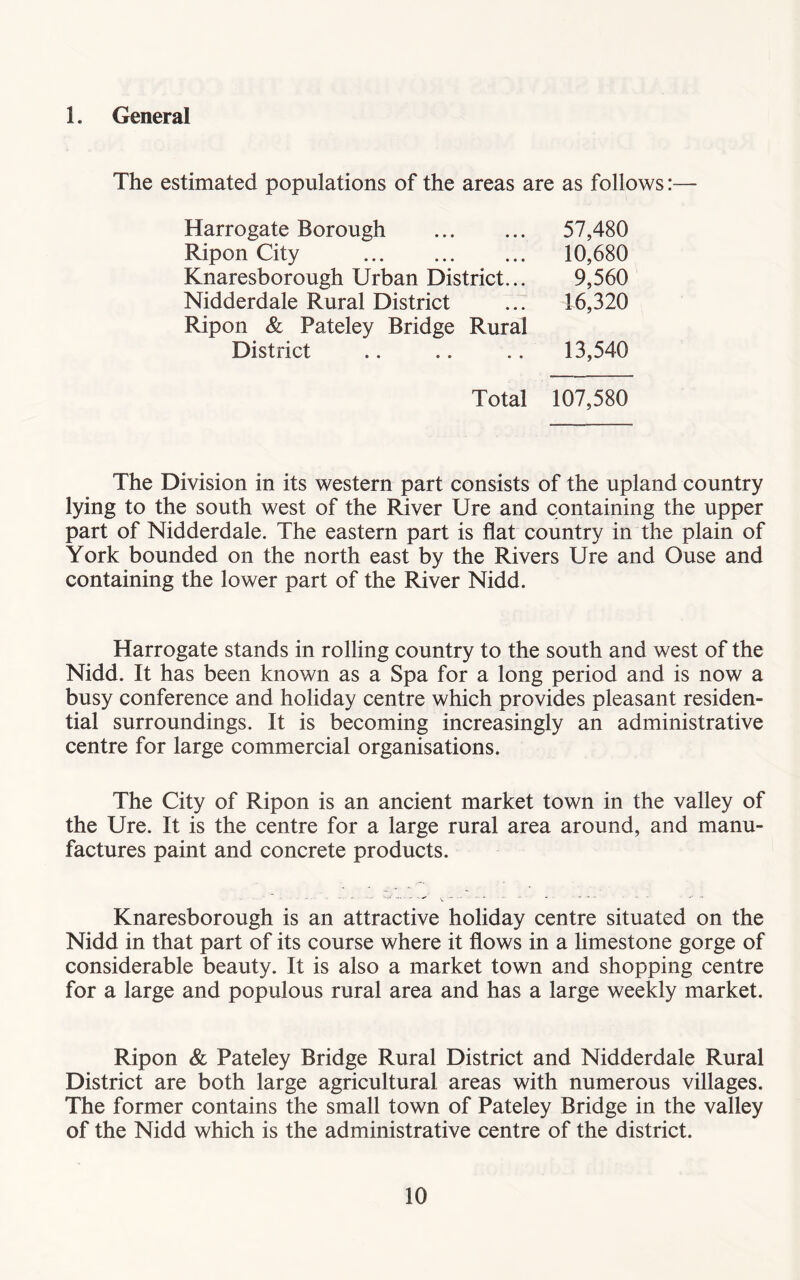 1. General
The estimated populations of the areas are as follows:—
Harrogate Borough ... ... 57,480
Ripon City ... ... ... 10,680
Knaresborough Urban District... 9,560
Nidderdale Rural District ... 16,320
Ripon & Pateley Bridge Rural
District .. .. .. 13,540
Total 107,580
The Division in its western part consists of the upland country
lying to the south west of the River Ure and containing the upper
part of Nidderdale. The eastern part is flat country in the plain of
York bounded on the north east by the Rivers Ure and Ouse and
containing the lower part of the River Nidd.
Harrogate stands in rolling country to the south and west of the
Nidd. It has been known as a Spa for a long period and is now a
busy conference and holiday centre which provides pleasant residen-
tial surroundings. It is becoming increasingly an administrative
centre for large commercial organisations.
The City of Ripon is an ancient market town in the valley of
the Ure. It is the centre for a large rural area around, and manu-
factures paint and concrete products.
Knaresborough is an attractive holiday centre situated on the
Nidd in that part of its course where it flows in a limestone gorge of
considerable beauty. It is also a market town and shopping centre
for a large and populous rural area and has a large weekly market.
Ripon & Pateley Bridge Rural District and Nidderdale Rural
District are both large agricultural areas with numerous villages.
The former contains the small town of Pateley Bridge in the valley
of the Nidd which is the administrative centre of the district.
10